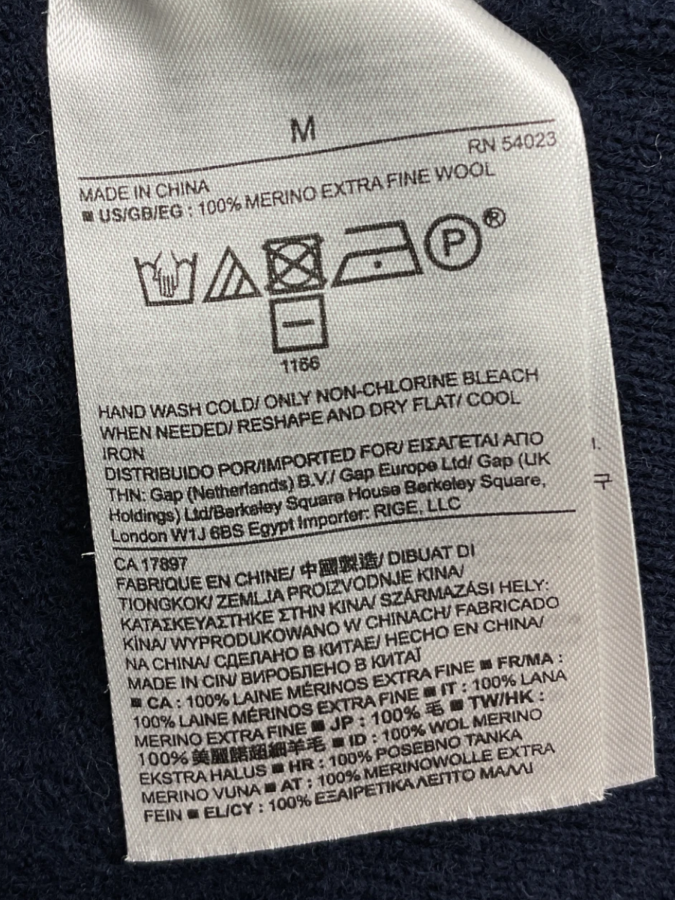 M
RN 54023
MADE IN CHINA
■ US/GB/EG : 100% MERINO EXTRA FINE WOOL
P ®
1166
HAND WASH COLD/ ONLY NON-CHLORINE BLEACH
WHEN NEEDED/ RESHAPE AND DRY FLAT/ COOL
IRON
DISTRIBUIDO POR/IMPORTED FOR/ ΕΙΣΑΓΕΤΑΙ ΑΠΟ
ΤΗΝ: Gap (Netherlands) B.V./ Gap Europe Ltd/ Gap (UK
Holdings) Ltd/Berkeley Square House Berkeley Square,
London W1J 6BS Egypt Importer: RIGE, LLC
CA 17897
FABRIQUE EN CHINE/ 中國製造/ DIBUAT DI
TIONGKOK/ ZEMLJA PROIZVODNJE KINA/
ΚΑΤΑΣΚΕΥΑΣΤΗΚΕ ΣΤΗΝ ΚΙΝΑ/ SZÁRMAZÁSI HELY:
KÍNA/ WYPRODUKOWANO W CHINACH/ FABRICADO
NA CHINA/ СДЕЛАНО В КИТАЕ/ HECHO EN CHINA/
MADE IN CIN/ ВИРОБЛЕНО В КИТАЇ
■ CA : 100% LAINE MÉRINOS EXTRA FINE ■ FR/MA :
100% LAINE MÉRINOS EXTRA FINE ■ IT : 100% LANA
MERINO EXTRA FINE ■ JP : 100% 毛 ■ TW/HK :
100% 美麗諾超細羊毛 ■ ID : 100% WOL MERINO
EKSTRA HALUS ■ HR : 100% POSEBNO TANKA
MERINO VUNA ■ AT : 100% MERINOWOLLE EXTRA
FEIN ■ EL/CY : 100% ΕΞΑΙΡΕΤΙΚΑ ΛΕΠΤΟ ΜΑΛΛΙ